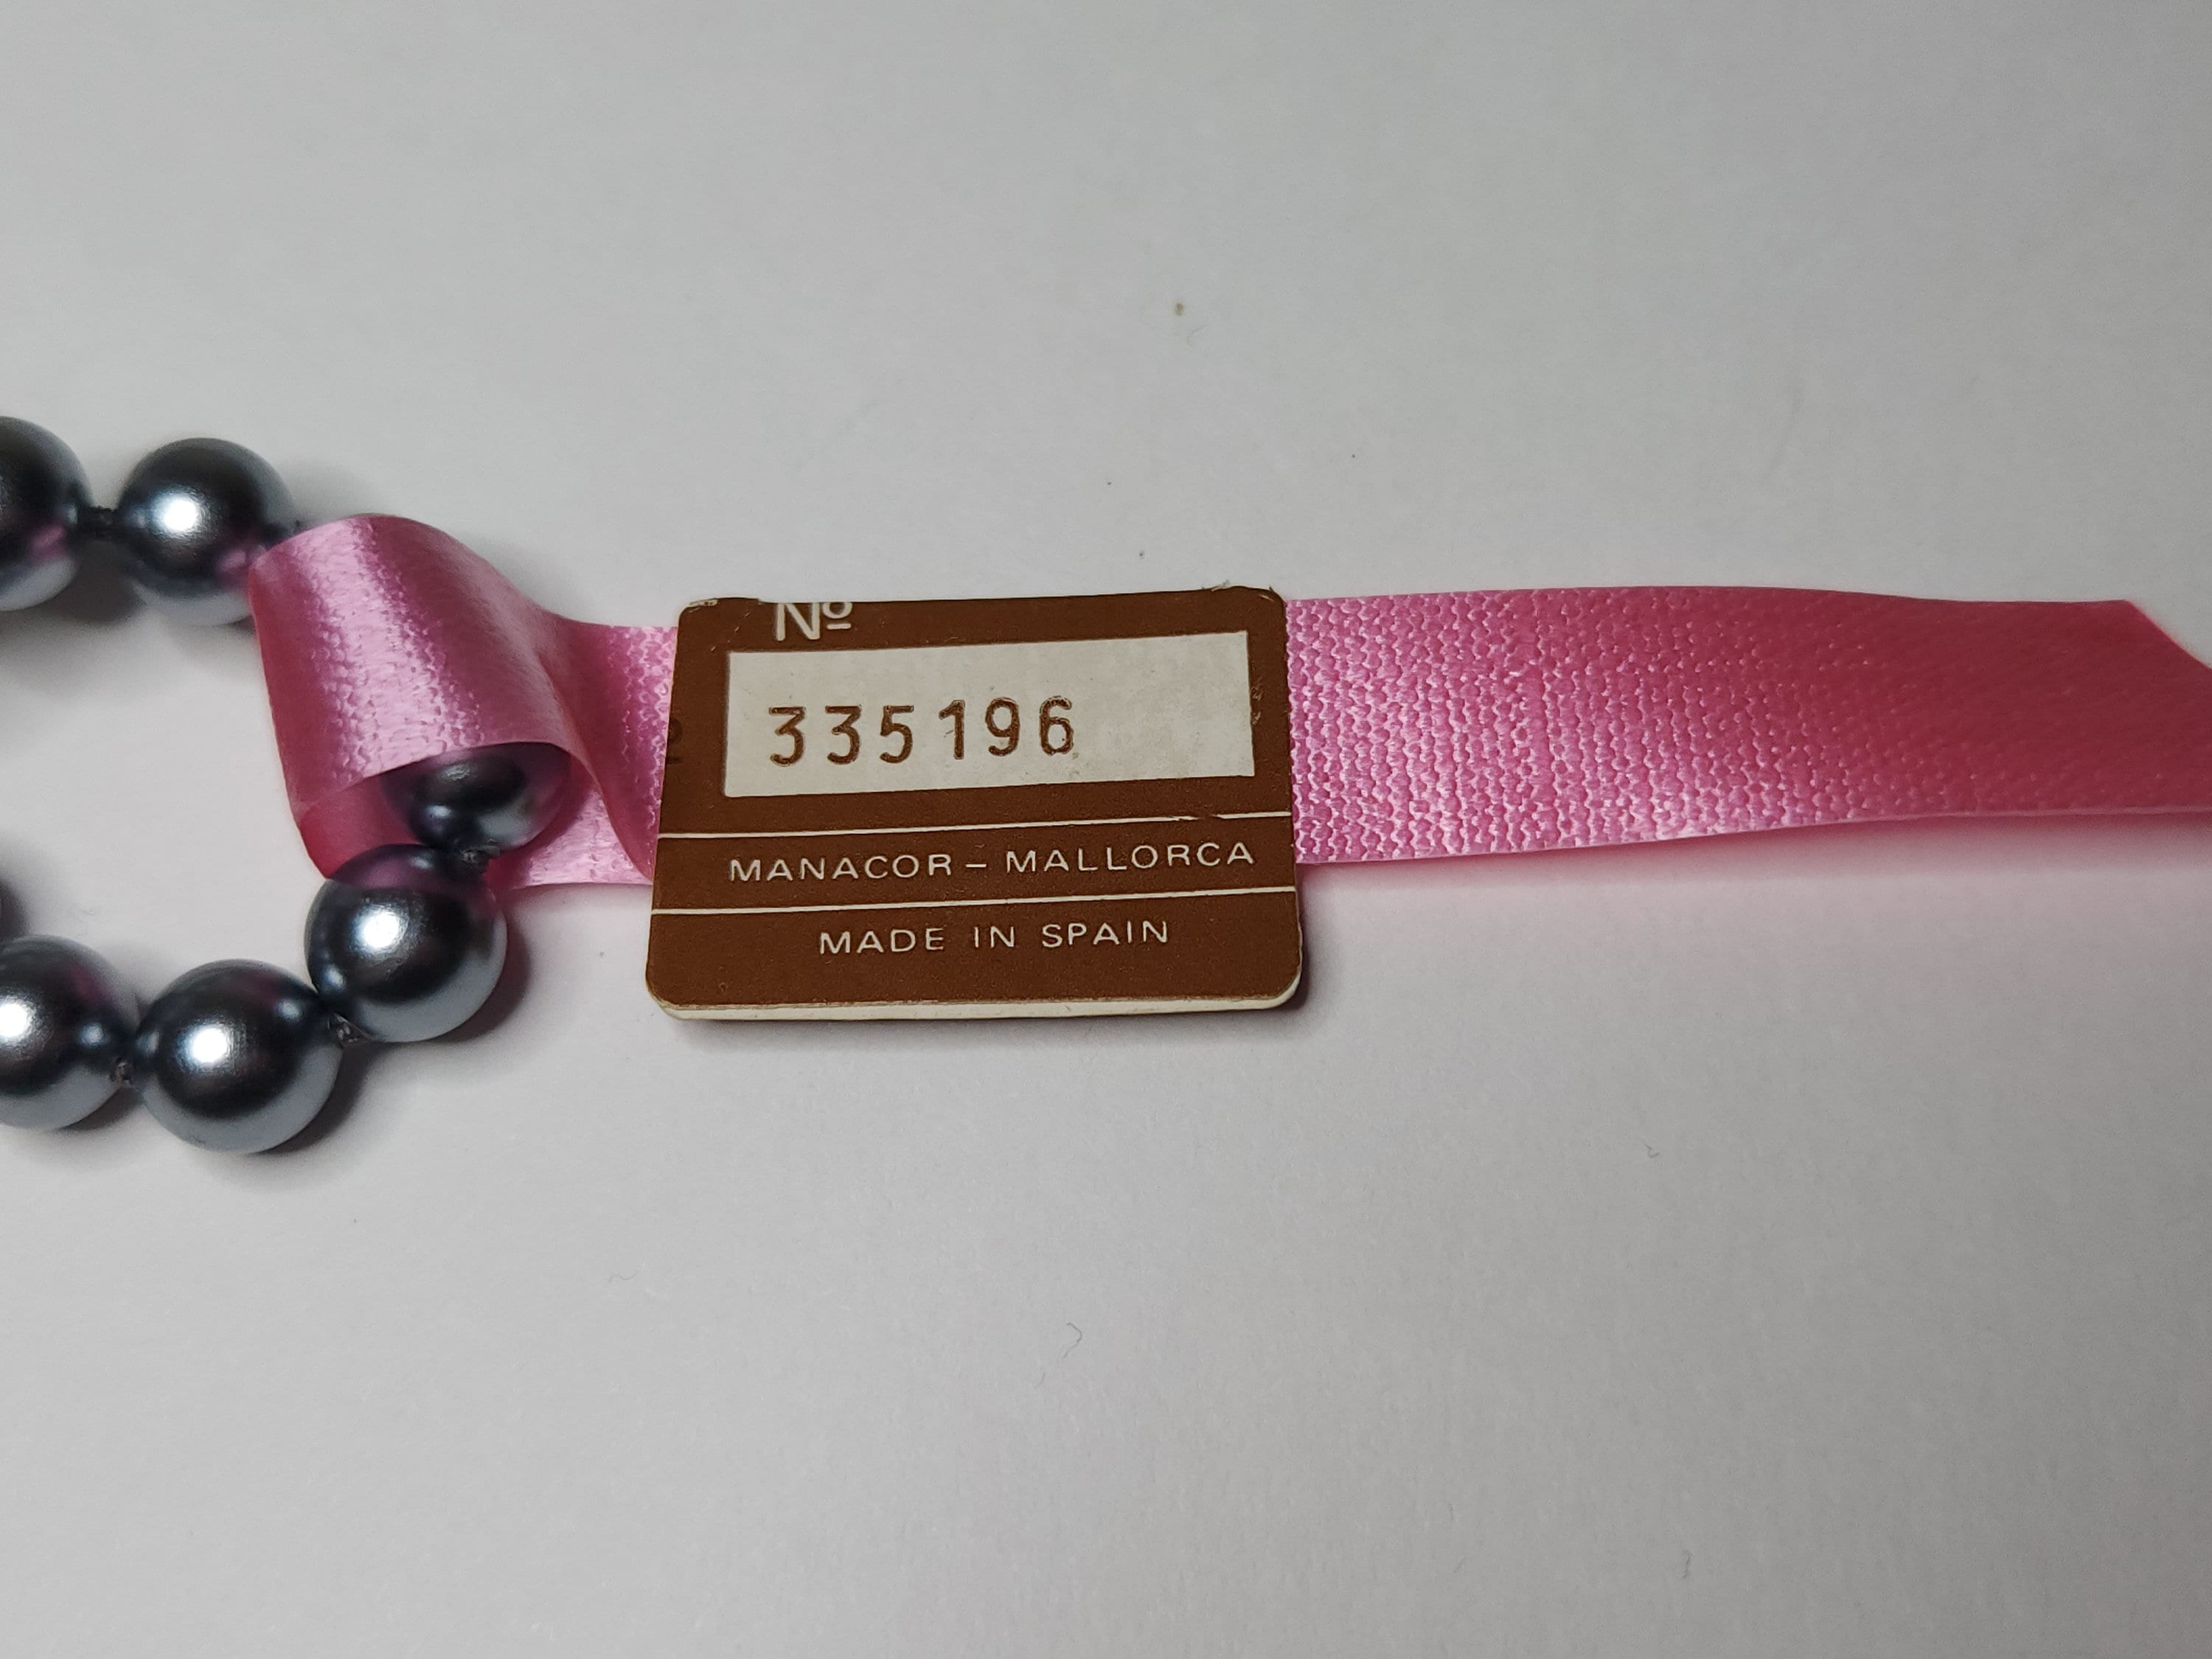 Nº
335196
MANACOR – MALLORCA
MADE IN SPAIN